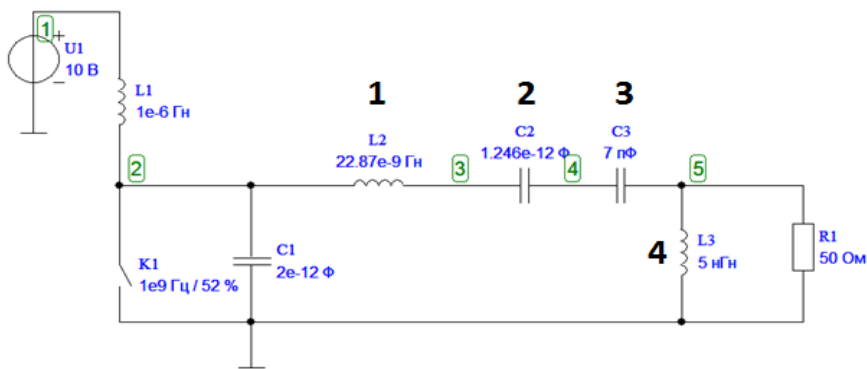 1
+
U1
10 В
−
L1
1e-6 Гн
1
2
3
L2
22.87e-9 Гн
C2
1.246e-12 Ф
C3
7 пФ
2
3
4
5
K1
1e9 Гц / 52 %
C1
2e-12 Ф
4
L3
5 нГн
R1
50 Ом